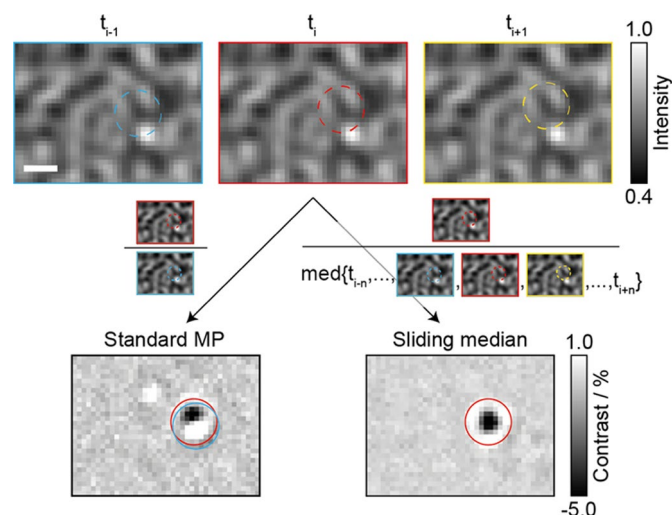 t_{i-1} t_i t_{i+1}
1.0
Intensity
0.4
med{t_{i-n},..., , , ,...,t_{i+n}}
Standard MP Sliding median
1.0
Contrast / %
-5.0